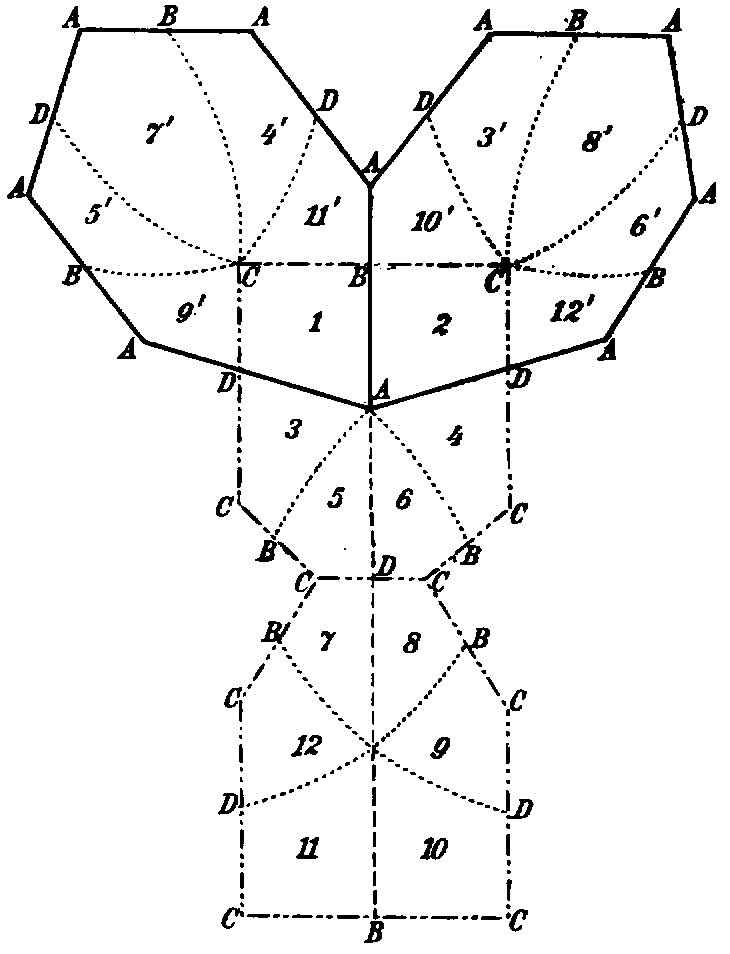 A B A A B A
D 7′ 4′ D D 3′ 8′ D
A 5′ 11′ A 10′ 6′ A
B C B C B
9′ 1 2 12′
A D A D A
3 4
C 5 6 C
B B
C D C
B 7 8 B
C C
12 9
D D
11 10
C B C